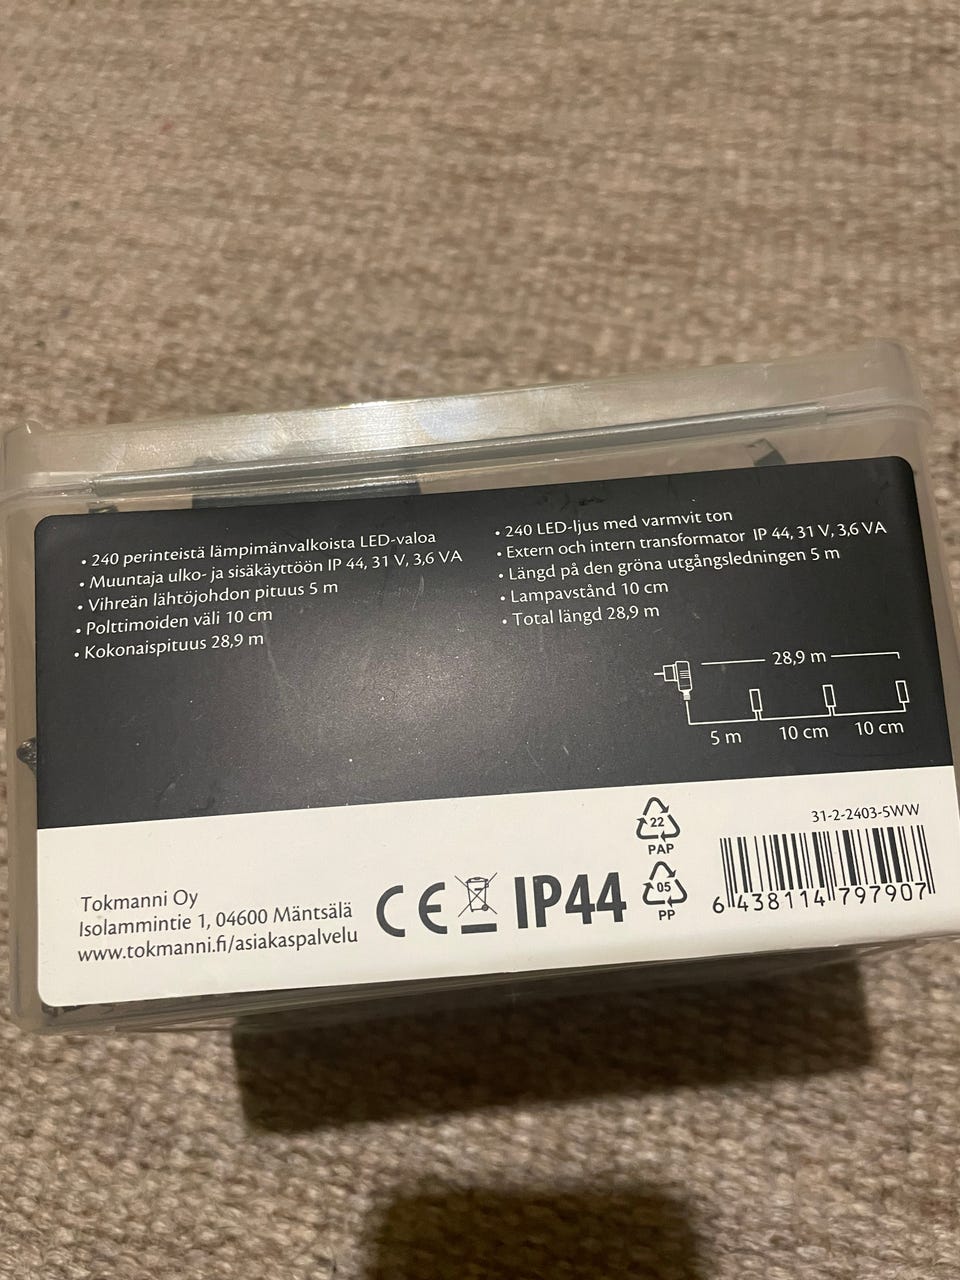 • 240 perinteistä lämpimänvalkoista LED-valoa
• Muuntaja ulko- ja sisäkäyttöön IP 44, 31 V, 3,6 VA
• Vihreän lähtöjohdon pituus 5 m
• Polttimoiden väli 10 cm
• Kokonaispituus 28,9 m
• 240 LED-ljus med varmvit ton
• Extern och intern transformator IP 44, 31 V, 3,6 VA
• Längd på den gröna utgångsledningen 5 m
• Lampavstånd 10 cm
• Total längd 28,9 m
28,9 m
5 m 10 cm 10 cm
Tokmanni Oy
Isolammintie 1, 04600 Mäntsälä
www.tokmanni.fi/asiakaspalvelu
CE IP44
22
PAP
05
PP
31-2-2403-5WW
6 438114 797907